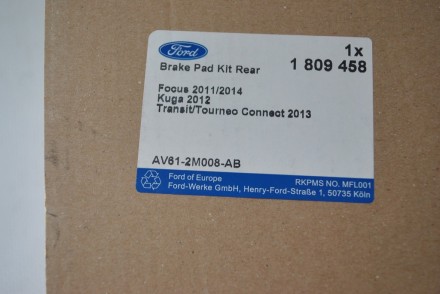 Ford
1x
Brake Pad Kit Rear
1 809 458
Focus 2011/2014
Kuga 2012
Transit/Tourneo Connect 2013
AV61-2M008-AB
Ford of Europe
RKPMS NO. MFL001
Ford-Werke GmbH, Henry-Ford-Straße 1, 50735 Köln